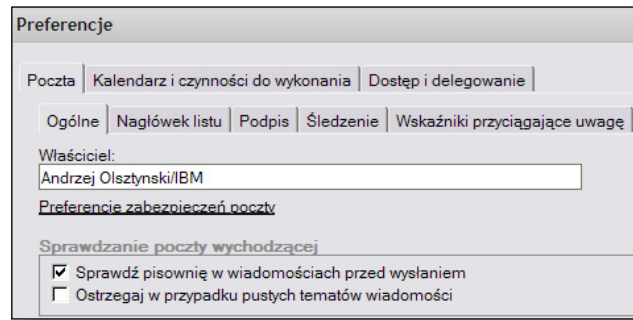 Preferencje
Poczta Kalendarz i czynności do wykonania Dostęp i delegowanie
Ogólne Nagłówek listu Podpis Śledzenie Wskaźniki przyciągające uwagę
Właściciel:
Andrzej Olsztynski/IBM
Preferencje zabezpieczeń poczty
Sprawdzanie poczty wychodzącej
Sprawdź pisownię w wiadomościach przed wysłaniem
Ostrzegaj w przypadku pustych tematów wiadomości